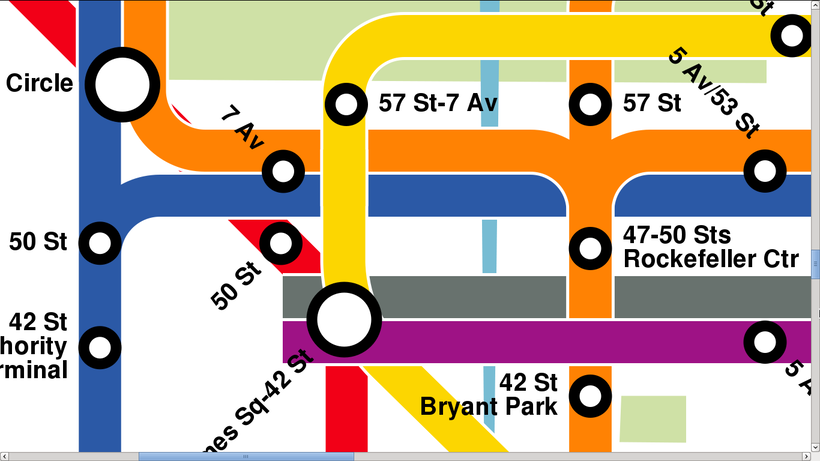 St
Circle
57 St-7 Av
57 St
5 Av/53 St
7 Av
50 St
47-50 Sts
Rockefeller Ctr
50 St
42 St
hority
rminal
nes Sq-42 St
42 St
Bryant Park
5 A